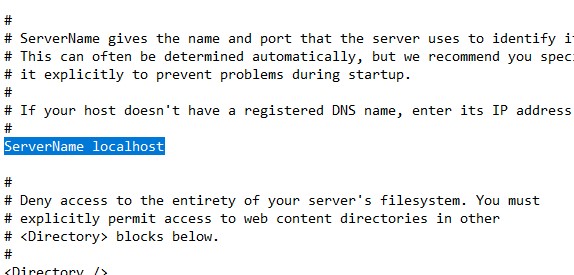 #
# ServerName gives the name and port that the server uses to identify
# This can often be determined automatically, but we recommend you
# it explicitly to prevent problems during startup.
#
# If your host doesn't have a registered DNS name, enter its IP address
#
ServerName localhost
#
# Deny access to the entirety of your server's filesystem. You must
# explicitly permit access to web content directories in other
# <Directory> blocks below.
#
<Directory />